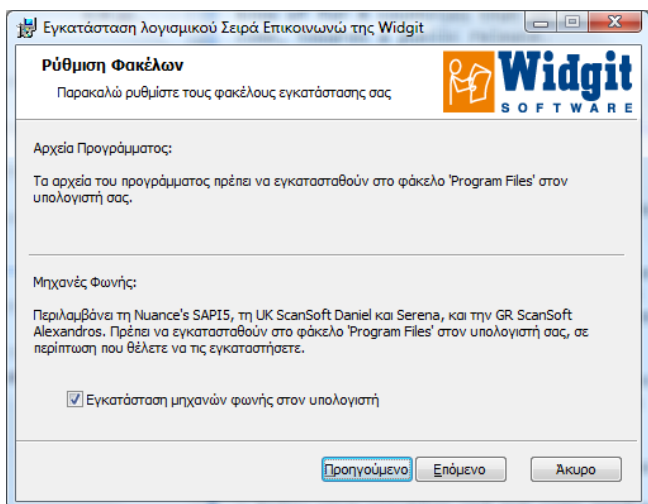 Εγκατάσταση λογισμικού Σειρά Επικοινωνώ της Widgit
Ρύθμιση Φακέλων
Παρακαλώ ρυθμίστε τους φακέλους εγκατάστασης σας
Widgit
SOFTWARE
Αρχεία Προγράμματος:
Τα αρχεία του προγράμματος πρέπει να εγκατασταθούν στο φάκελο 'Program Files' στον
υπολογιστή σας.
Μηχανές Φωνής:
Περιλαμβάνει τη Nuance's SAPI5, τη UK ScanSoft Daniel και Serena, και την GR ScanSoft
Alexandros. Πρέπει να εγκατασταθούν στο φάκελο 'Program Files' στον υπολογιστή σας, σε
περίπτωση που θέλετε να τις εγκαταστήσετε.
Εγκατάσταση μηχανών φωνής στον υπολογιστή
Προηγούμενο Επόμενο Άκυρο